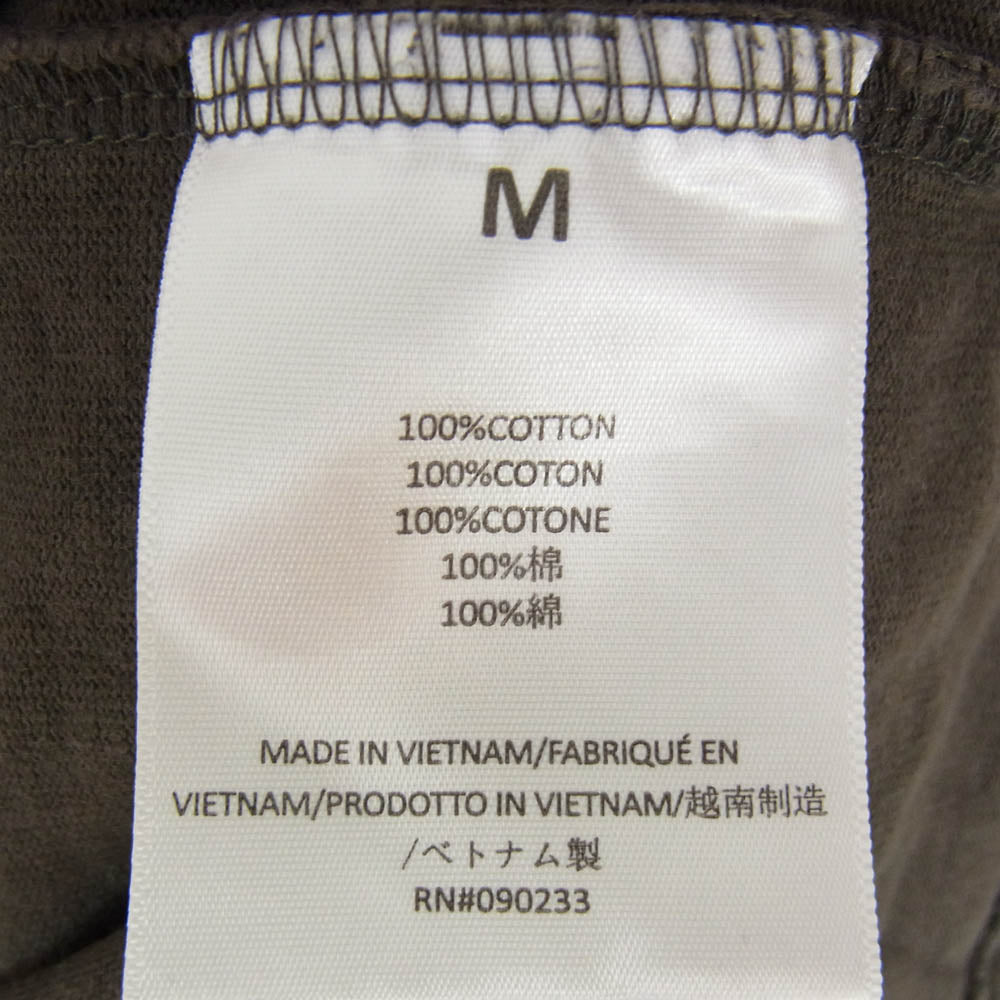 M
100%COTTON
100%COTON
100%COTONE
100%棉
100%綿
MADE IN VIETNAM/FABRIQUÉ EN
VIETNAM/PRODOTTO IN VIETNAM/越南制造
/ベトナム製
RN#090233